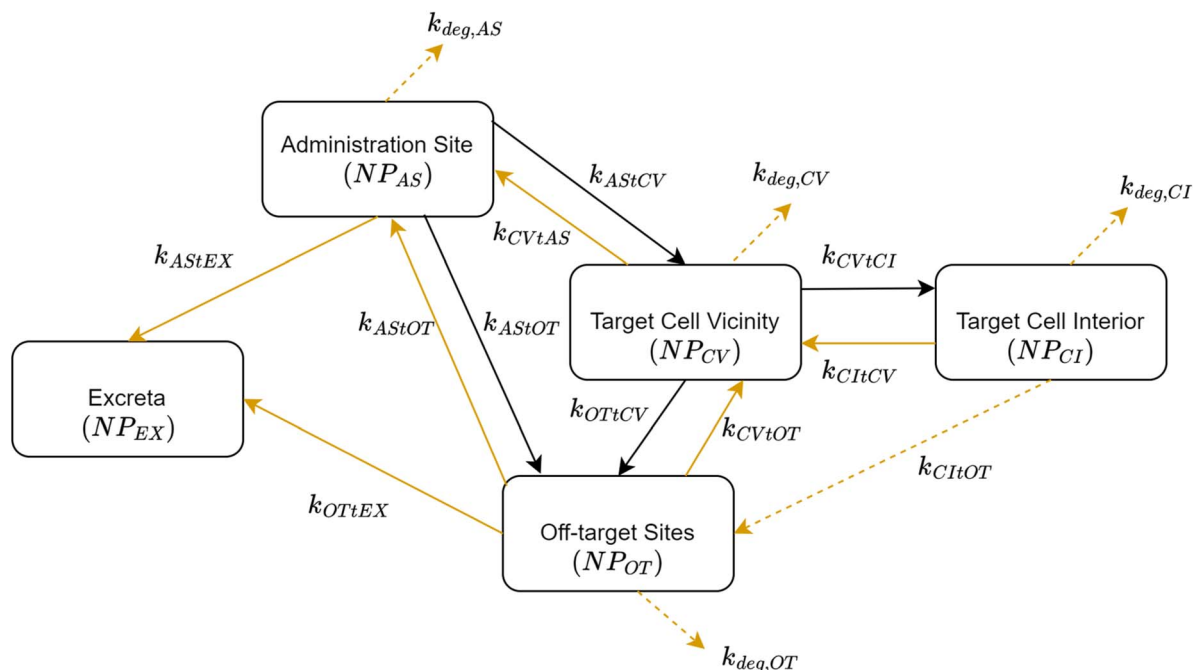 k_{deg,AS}
Administration Site
(NP_{AS})
k_{AStCV}
k_{deg,CV}
k_{deg,CI}
k_{CVtAS}
k_{AStEX}
k_{CVtCI}
k_{AStOT}
k_{AStOT}
Target Cell Vicinity
(NP_{CV})
Target Cell Interior
(NP_{CI})
k_{CItCV}
Excreta
(NP_{EX})
k_{OTtCV}
k_{CVtOT}
k_{CItOT}
k_{OTtEX}
Off-target Sites
(NP_{OT})
k_{deg,OT}